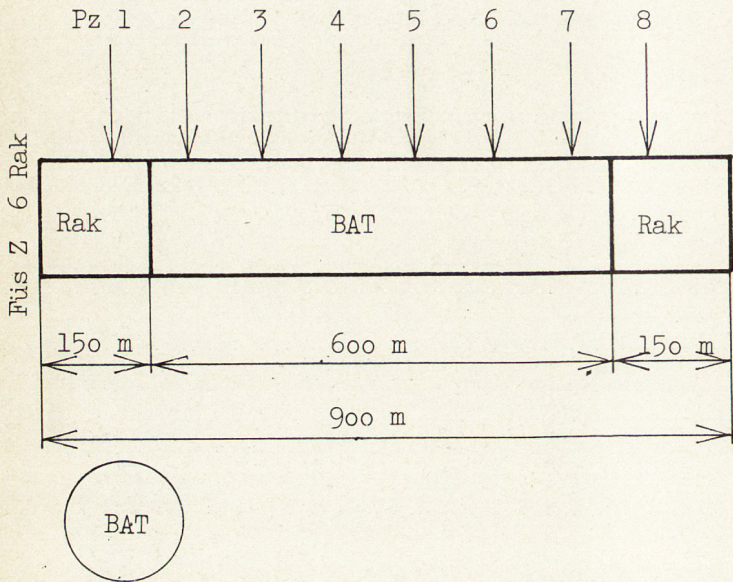 Pz 1 2 3 4 5 6 7 8
Füs Z 6 Rak
Rak BAT Rak
15o m 6oo m 15o m
9oo m
BAT